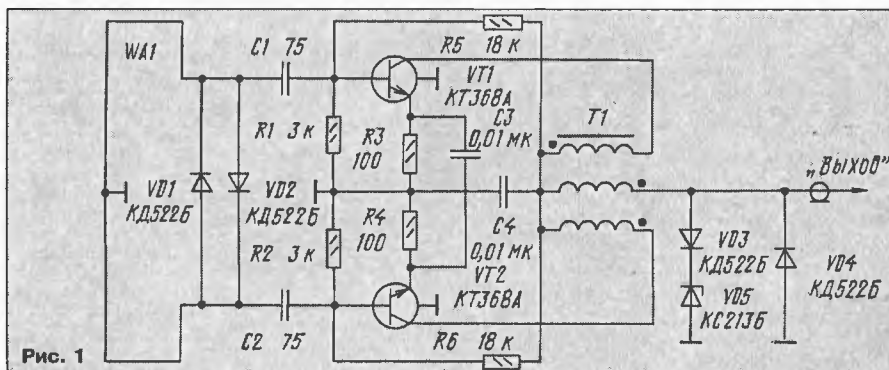 WA1
C1 75
R5 18 к
VT1
КТ368А
C3
0,01 мк
T1
R1 3 к
R3
100
VD1
КД522Б
VD2
КД522Б
R4
100
C4
0,01 мк
„Выход"
R2 3 к
VT2
КТ368А
VD3
КД522Б
VD5
КС213Б
VD4
КД522Б
C2 75
R6 18 к
Рис. 1